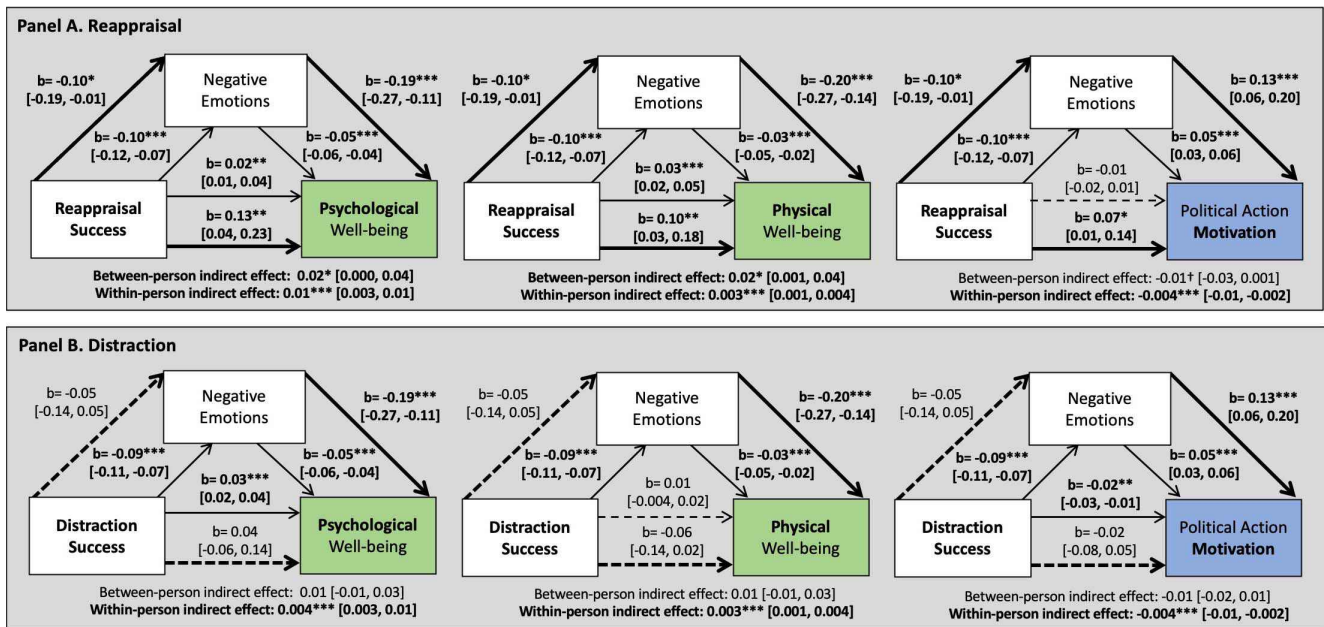 Panel A. Reappraisal
b= -0.10*
[-0.19, -0.01]
Negative
Emotions
b= -0.19***
[-0.27, -0.11]
b= -0.10***
[-0.12, -0.07]
b= -0.05***
[-0.06, -0.04]
b= 0.02**
[0.01, 0.04]
Reappraisal
Success
b= 0.13**
[0.04, 0.23]
Psychological
Well-being
Between-person indirect effect: 0.02* [0.000, 0.04)
Within-person indirect effect: 0.01*** [0.003, 0.01]
b= -0.10*
[-0.19, -0.01]
Negative
Emotions
b= -0.20***
[-0.27, -0.14]
b= -0.10***
[-0.12, -0.07]
b= -0.03***
[-0.05, -0.02]
b= 0.03***
[0.02, 0.05]
Reappraisal
Success
b= 0.10**
[0.03, 0.18]
Physical
Well-being
Between-person indirect effect: 0.02* [0.001, 0.04)
Within-person indirect effect: 0.003*** [0.001, 0.004]
b= -0.10*
[-0.19, -0.01]
Negative
Emotions
b= 0.13***
[0.06, 0.20]
b= -0.10***
[-0.12, -0.07]
b= 0.05***
[0.03, 0.06]
b= -0.01
[-0.02, 0.01]
Reappraisal
Success
b= 0.07*
[0.01, 0.14]
Political Action
Motivation
Between-person indirect effect: -0.01† [-0.03, 0.001]
Within-person indirect effect: -0.004*** [-0.01, -0.002]
Panel B. Distraction
b= -0.05
[-0.14, 0.05]
Negative
Emotions
b= -0.19***
[-0.27, -0.11]
b= -0.09***
[-0.11, -0.07]
b= -0.05***
[-0.06, -0.04]
b= 0.03***
[0.02, 0.04]
Distraction
Success
b= 0.04
[-0.06, 0.14]
Psychological
Well-being
Between-person indirect effect: 0.01 [-0.01, 0.03)
Within-person indirect effect: 0.004*** [0.003, 0.01]
b= -0.05
[-0.14, 0.05]
Negative
Emotions
b= -0.20***
[-0.27, -0.14]
b= -0.09***
[-0.11, -0.07]
b= -0.03***
[-0.05, -0.02]
b= 0.01
[-0.004, 0.02]
Distraction
Success
b= -0.06
[-0.14, 0.02]
Physical
Well-being
Between-person indirect effect: 0.01 [-0.01, 0.03)
Within-person indirect effect: 0.003*** [0.001, 0.004]
b= -0.05
[-0.14, 0.05]
Negative
Emotions
b= 0.13***
[0.06, 0.20]
b= -0.09***
[-0.11, -0.07]
b= 0.05***
[0.03, 0.06]
b= -0.02**
[-0.03, -0.01]
Distraction
Success
b= -0.02
[-0.08, 0.05]
Political Action
Motivation
Between-person indirect effect: -0.01 [-0.02, 0.01)
Within-person indirect effect: -0.004*** [-0.01, -0.002]